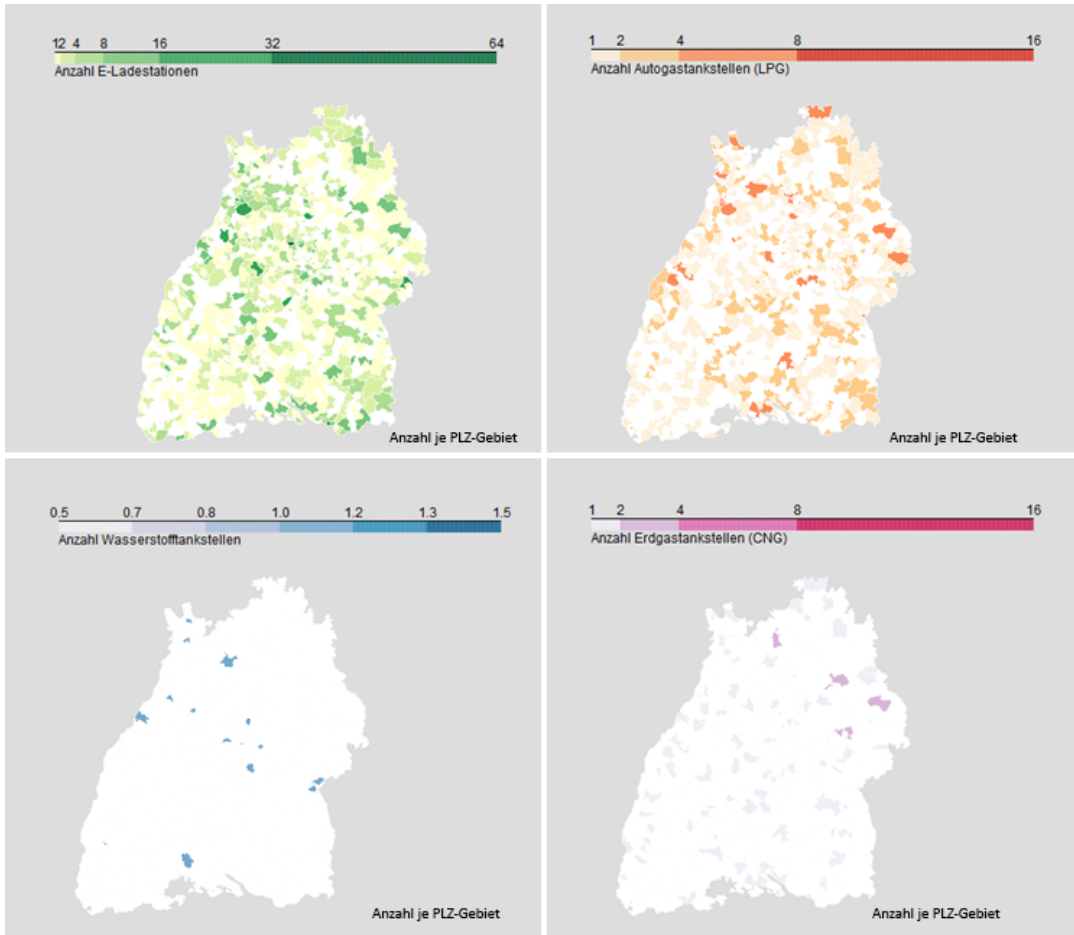 12 4 8 16 32 64
Anzahl E-Ladestationen
Anzahl je PLZ-Gebiet
1 2 4 8 16
Anzahl Autogastankstellen (LPG)
Anzahl je PLZ-Gebiet
0.5 0.7 0.8 1.0 1.2 1.3 1.5
Anzahl Wasserstofftankstellen
Anzahl je PLZ-Gebiet
1 2 4 8 16
Anzahl Erdgastankstellen (CNG)
Anzahl je PLZ-Gebiet